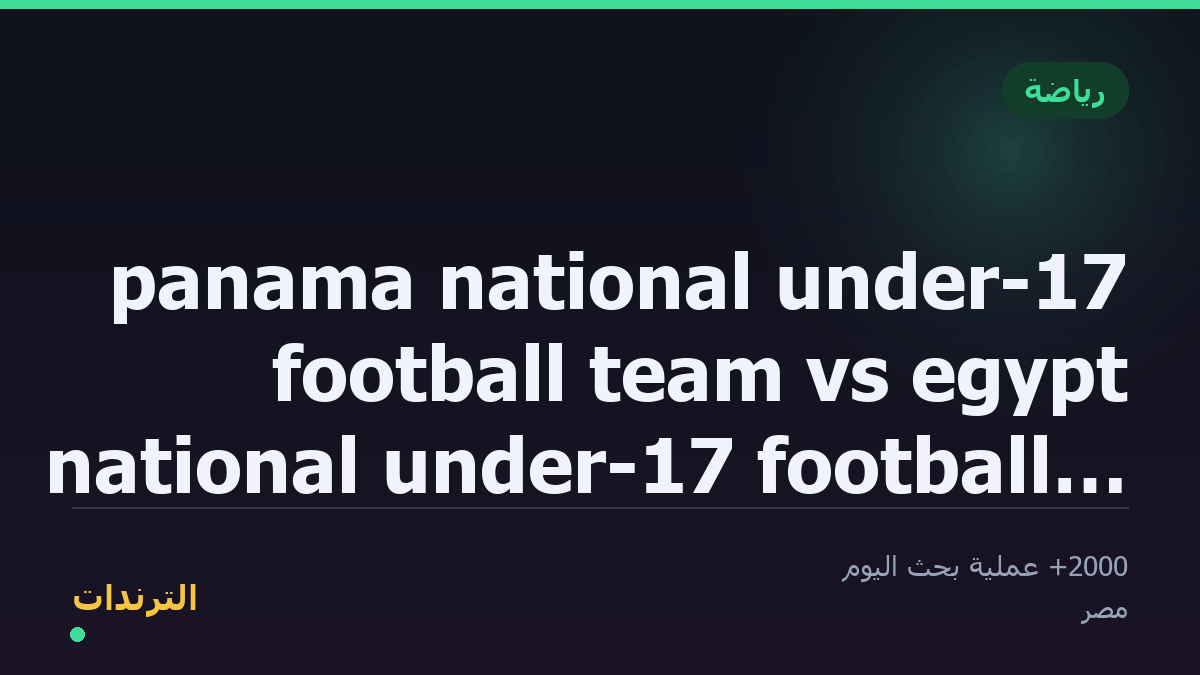 رياضة
panama national under-17
football team vs egypt
national under-17 football...
+2000 عملية بحث اليوم
مصر
الترندات